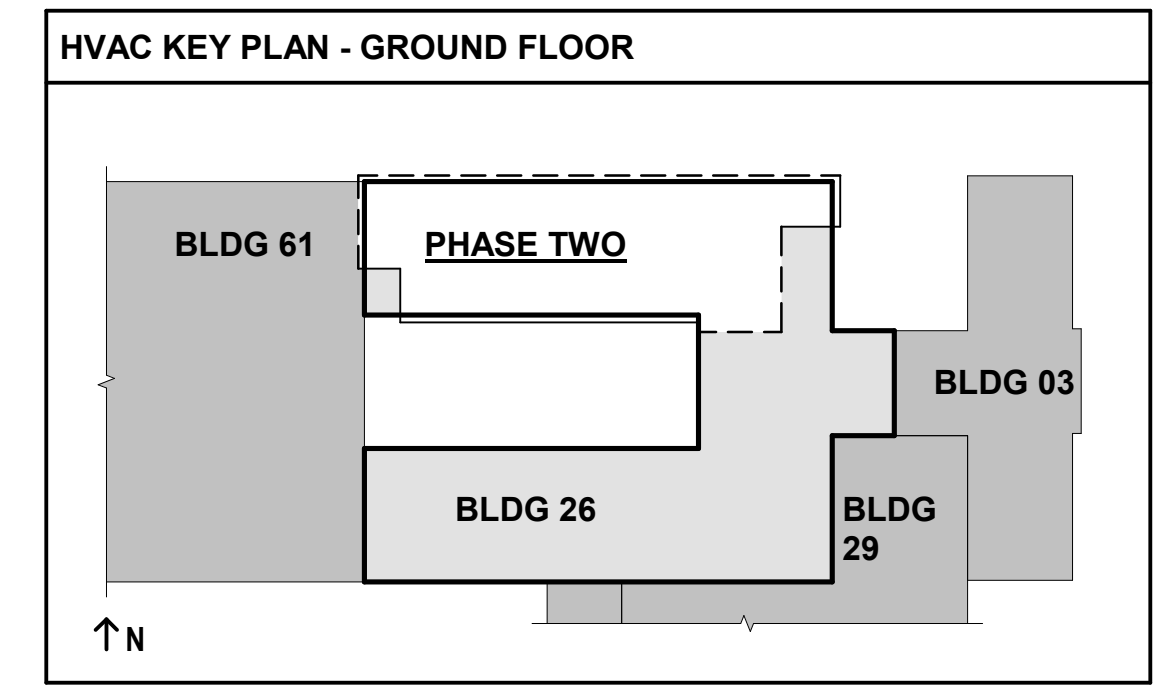 HVAC KEY PLAN - GROUND FLOOR
BLDG 61
PHASE TWO
BLDG 03
BLDG 26
BLDG
29
N